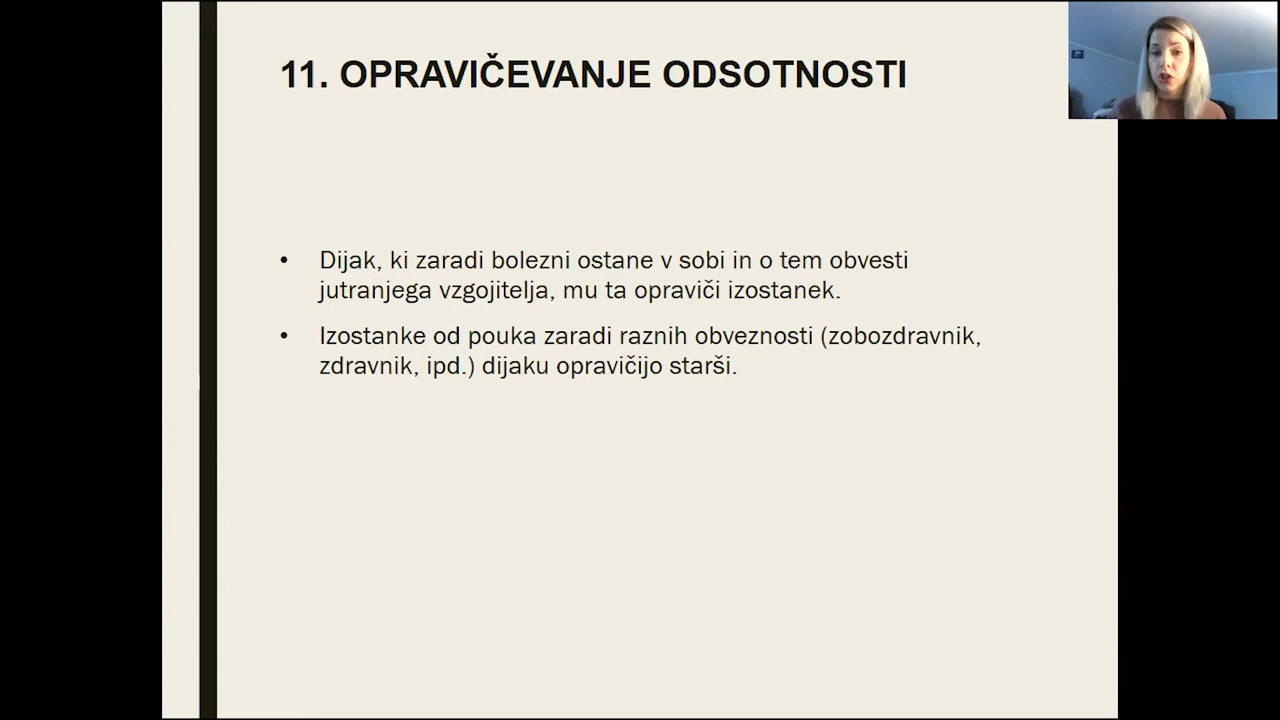 11. OPRAVIČEVANJE ODSOTNOSTI
• Dijak, ki zaradi bolezni ostane v sobi in o tem obvesti
jutranjega vzgojitelja, mu ta opraviči izostanek.
• Izostanke od pouka zaradi raznih obveznosti (zobozdravnik,
zdravnik, ipd.) dijaku opravičijo starši.